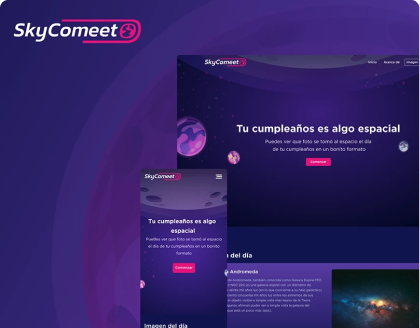 SkyComeet
SkyComeet
Inicio
Acerca de
Imagen
Tu cumpleaños es algo espacial
Puedes ver que foto se tomó al espacio el día
de tu cumpleaños en un bonito formato
Comenzar
SkyComeet
Tu cumpleaños es algo
espacial
Puedes ver que foto se tomó al espacio
el día de tu cumpleaños en un bonito
formato
Comenzar
Imagen del día
n del día
Andromeda